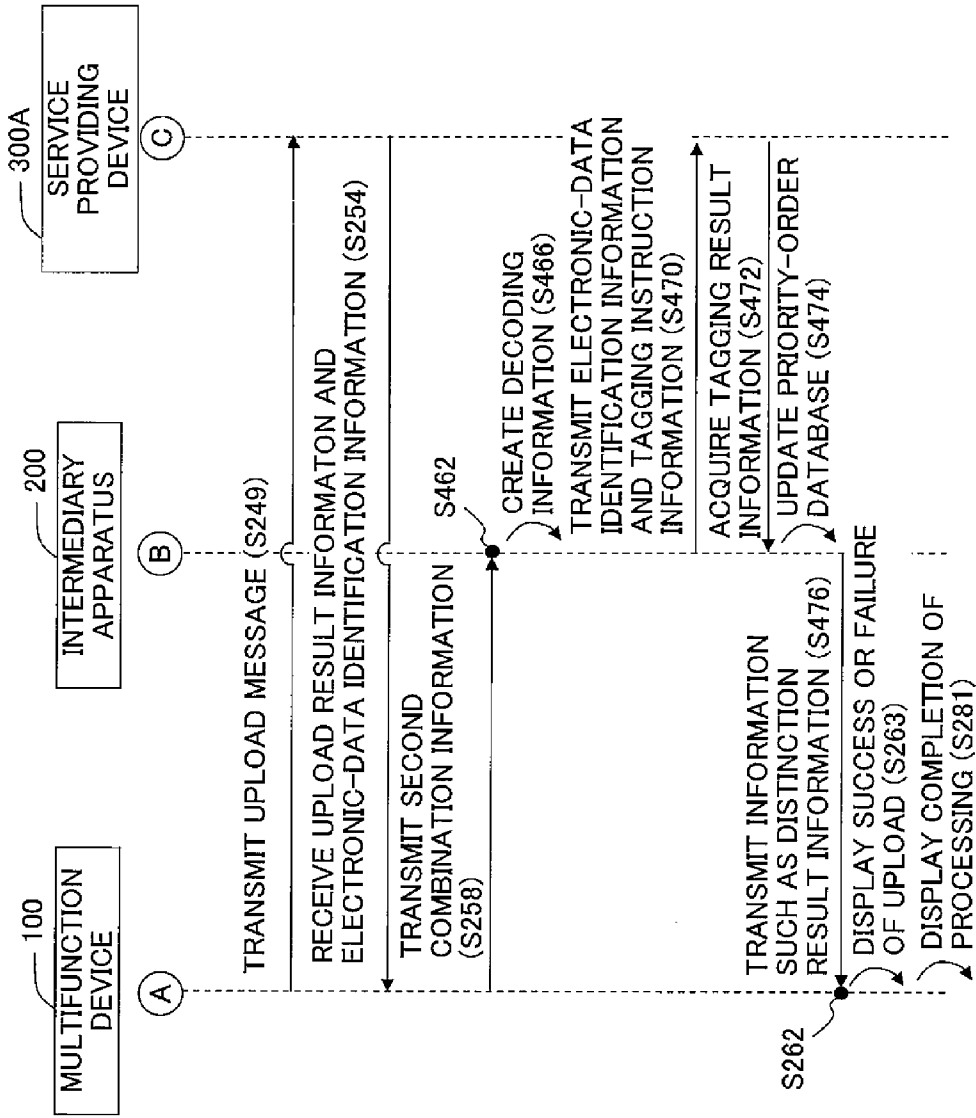 100
MULTIFUNCTION
DEVICE
A
200
INTERMEDIARY
APPARATUS
B
300A
SERVICE
PROVIDING
DEVICE
C
TRANSMIT UPLOAD MESSAGE (S249)
RECEIVE UPLOAD RESULT INFORMATON AND
ELECTRONIC-DATA IDENTIFICATION INFORMATION (S254)
TRANSMIT SECOND
COMBINATION INFORMATION
(S258)
S462
CREATE DECODING
INFORMATION (S466)
TRANSMIT ELECTRONIC-DATA
IDENTIFICATION INFORMATION
AND TAGGING INSTRUCTION
INFORMATION (S470)
ACQUIRE TAGGING RESULT
INFORMATION (S472)
UPDATE PRIORITY-ORDER
DATABASE (S474)
TRANSMIT INFORMATION
SUCH AS DISTINCTION
RESULT INFORMATION (S476)
S262
DISPLAY SUCCESS OR FAILURE
OF UPLOAD (S263)
DISPLAY COMPLETION OF
PROCESSING (S281)